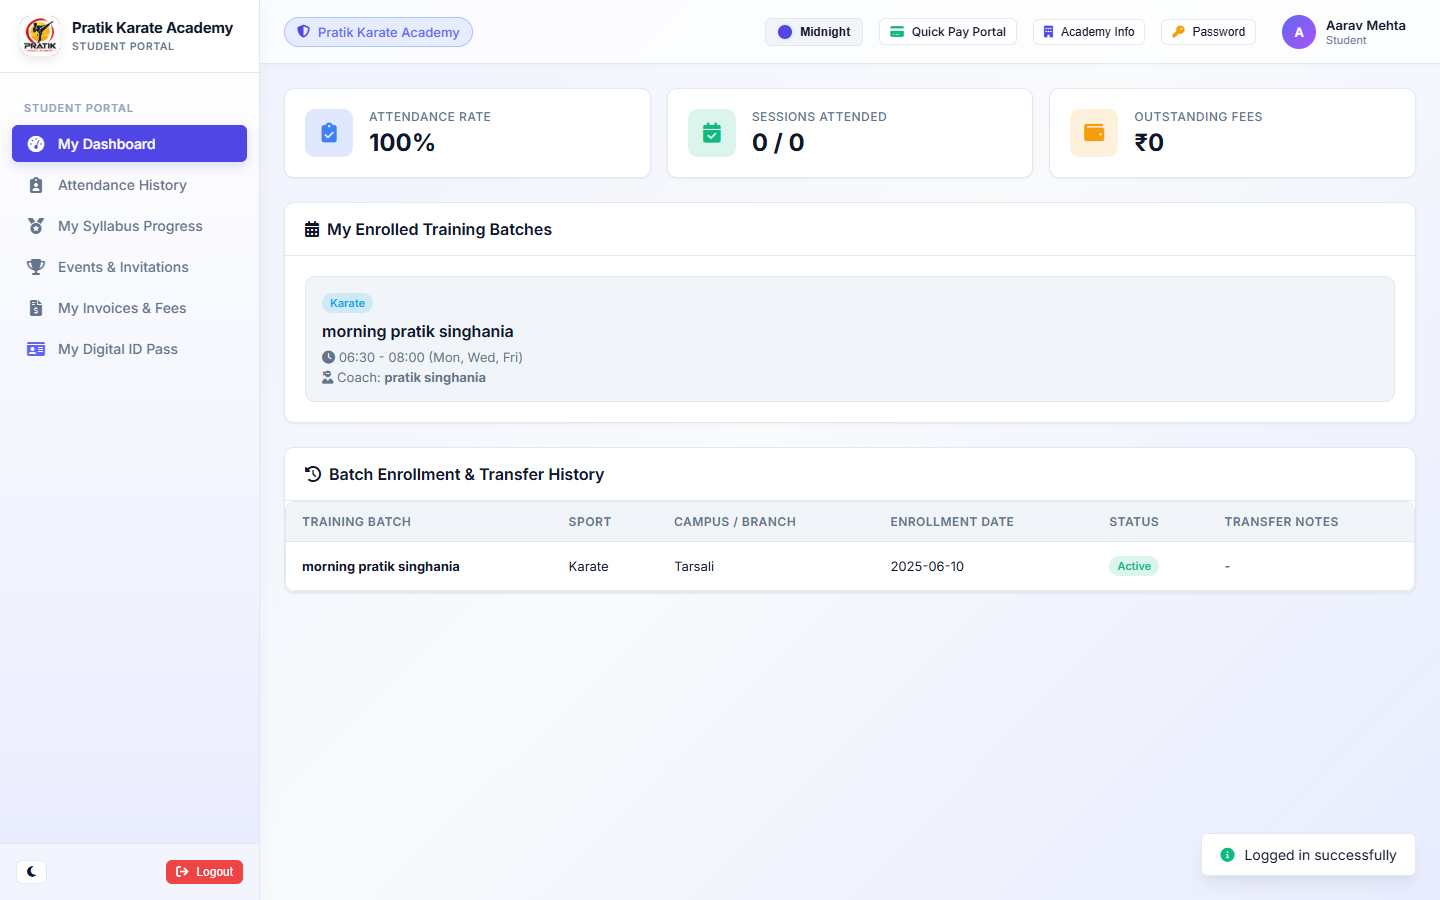 PRATIK
Pratik Karate Academy
STUDENT PORTAL
Pratik Karate Academy
Midnight
Quick Pay Portal
Academy Info
Password
A
Aarav Mehta
Student
STUDENT PORTAL
My Dashboard
Attendance History
My Syllabus Progress
Events & Invitations
My Invoices & Fees
My Digital ID Pass
Logout
ATTENDANCE RATE
100%
SESSIONS ATTENDED
0 / 0
OUTSTANDING FEES
₹0
My Enrolled Training Batches
Karate
morning pratik singhania
06:30 - 08:00 (Mon, Wed, Fri)
Coach: pratik singhania
Batch Enrollment & Transfer History
TRAINING BATCH SPORT CAMPUS / BRANCH ENROLLMENT DATE STATUS TRANSFER NOTES
morning pratik singhania Karate Tarsali 2025-06-10 Active -
Logged in successfully